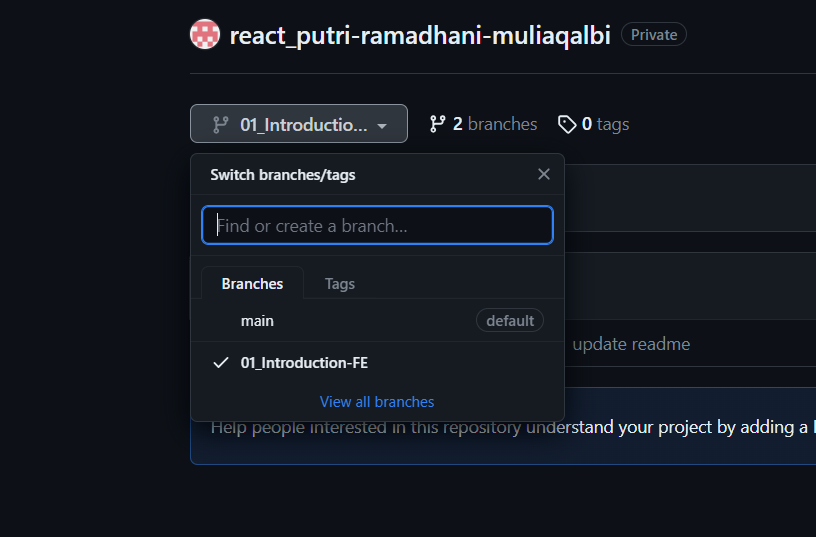 react_putri-ramadhani-muliaqalbi Private
01_Introductio... 2 branches 0 tags
Switch branches/tags
Find or create a branch...
Branches Tags
main default
update readme
01_Introduction-FE
View all branches
Help people interested in this repository understand your project by adding a